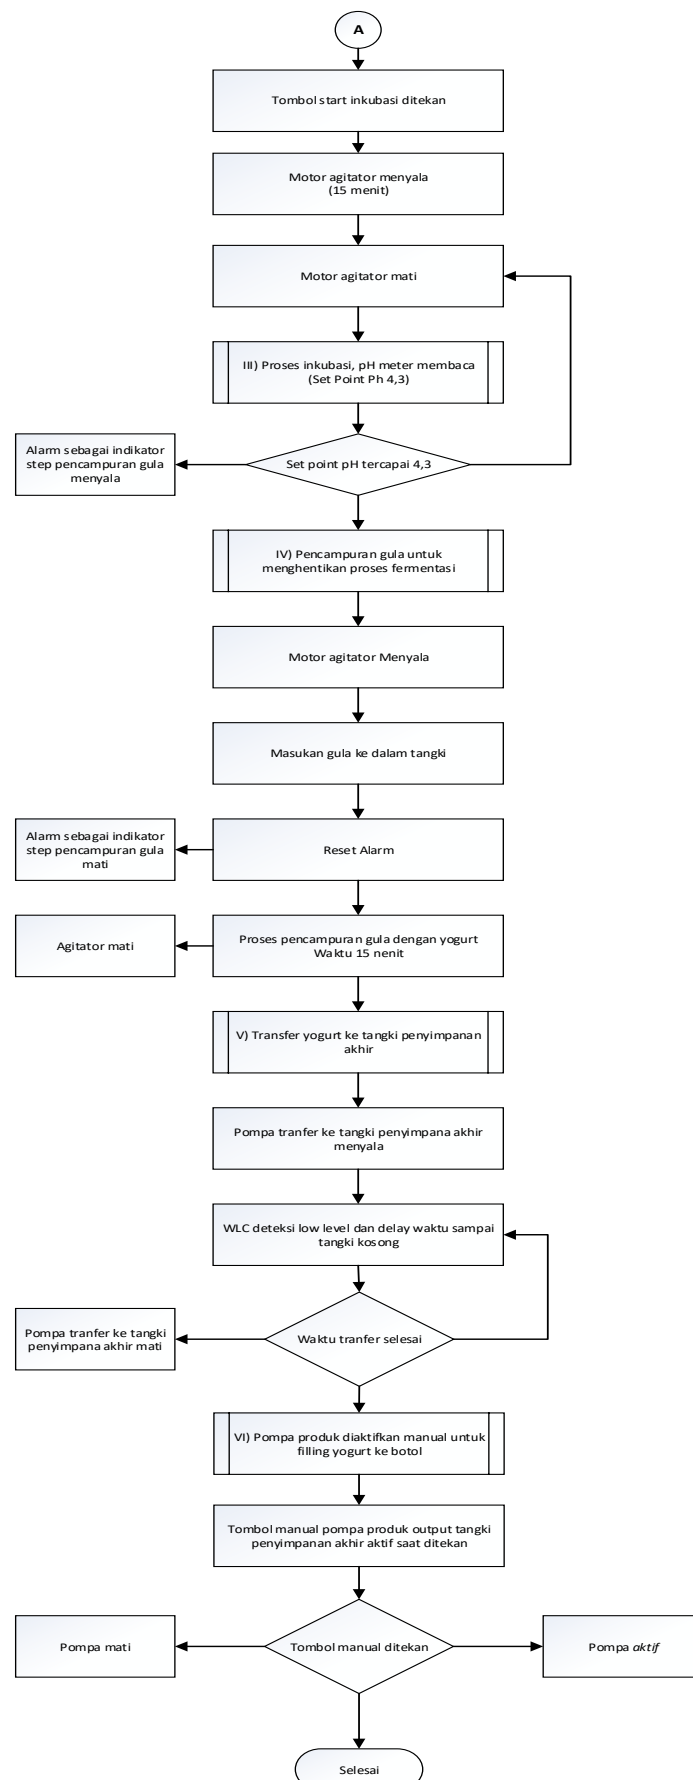 A
Tombol start inkubasi ditekan
Motor agitator menyala
(15 menit)
Motor agitator mati
III) Proses inkubasi, pH meter membaca
(Set Point Ph 4,3)
Alarm sebagai indikator
step pencampuran gula
menyala
Set point pH tercapai 4,3
IV) Pencampuran gula untuk
menghentikan proses fermentasi
Motor agitator Menyala
Masukan gula ke dalam tangki
Alarm sebagai indikator
step pencampuran gula
mati
Reset Alarm
Agitator mati
Proses pencampuran gula dengan yogurt
Waktu 15 nenit
V) Transfer yogurt ke tangki penyimpanan
akhir
Pompa tranfer ke tangki penyimpana akhir
menyala
WLC deteksi low level dan delay waktu sampai
tangki kosong
Pompa tranfer ke tangki
penyimpana akhir mati
Waktu tranfer selesai
VI) Pompa produk diaktifkan manual untuk
filling yogurt ke botol
Tombol manual pompa produk output tangki
penyimpanan akhir aktif saat ditekan
Pompa mati
Tombol manual ditekan
Pompa aktif
Selesai